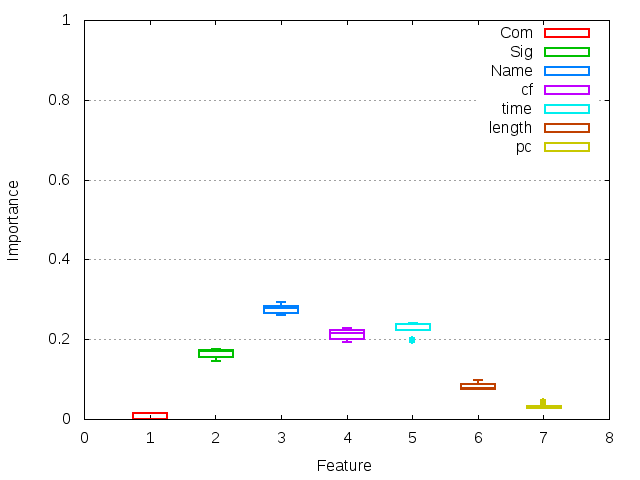 1
0.8
0.6
0.4
0.2
0
Importance
Com
Sig
Name
cf
time
length
pc
0 1 2 3 4 5 6 7 8
Feature